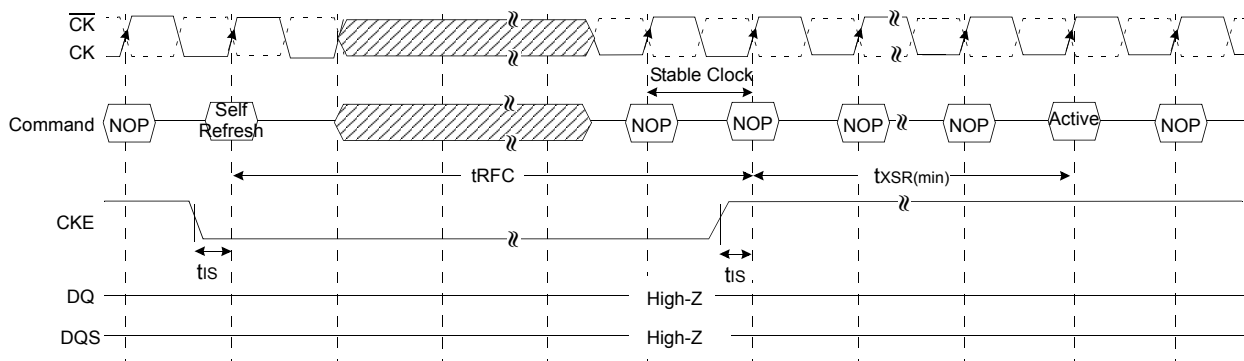 CK
CK
Stable Clock
Command NOP Self Refresh NOP NOP NOP NOP Active NOP
tRFC tXSR(min)
CKE
tIS tIS
DQ High-Z
DQS High-Z